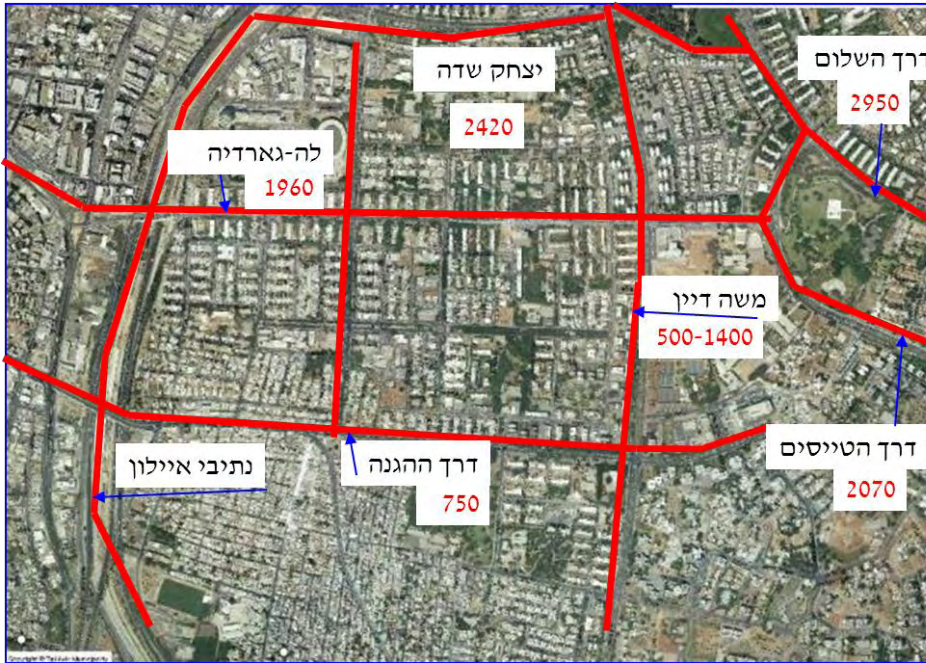 יצחק שדה
2420
דרך השלום
2950
לה-גארדיה
1960
משה דיין
500-1400
דרך הטייסים
2070
דרך ההגנה
750
נתיבי איילון